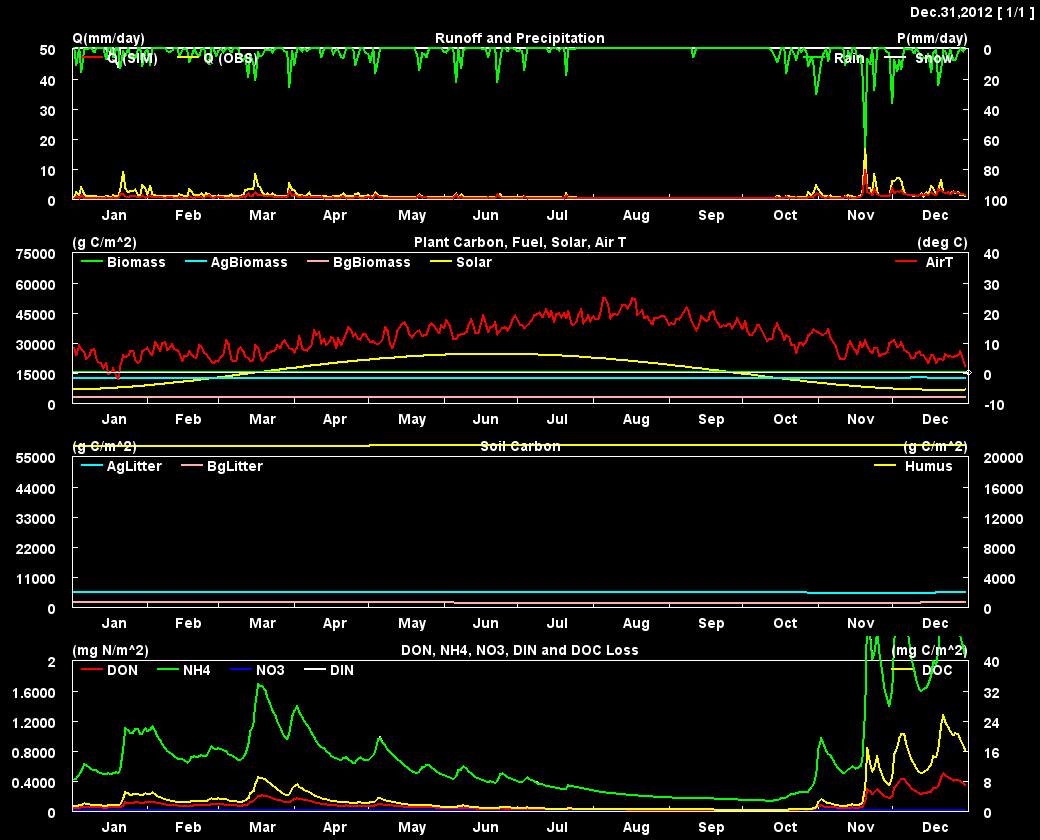 Dec.31,2012 [ 1/1 ]
Q(mm/day) Runoff and Precipitation P(mm/day)
50 0
Q (SIM) Q (OBS) Rain Snow
40 20
30 40
20 60
10 80
0 100
Jan Feb Mar Apr May Jun Jul Aug Sep Oct Nov Dec
(g C/m^2) Plant Carbon, Fuel, Solar, Air T (deg C)
75000 40
Biomass AgBiomass BgBiomass Solar AirT
60000 30
45000 20
30000 10
15000 0
0 -10
Jan Feb Mar Apr May Jun Jul Aug Sep Oct Nov Dec
(g C/m^2) Soil Carbon (g C/m^2)
55000 20000
AgLitter BgLitter Humus
44000 16000
33000 12000
22000 8000
11000 4000
0 0
Jan Feb Mar Apr May Jun Jul Aug Sep Oct Nov Dec
(mg N/m^2) DON, NH4, NO3, DIN and DOC Loss (mg C/m^2)
2 40
DON NH4 NO3 DIN DOC
1.6000 32
1.2000 24
0.8000 16
0.4000 8
0 0
Jan Feb Mar Apr May Jun Jul Aug Sep Oct Nov Dec